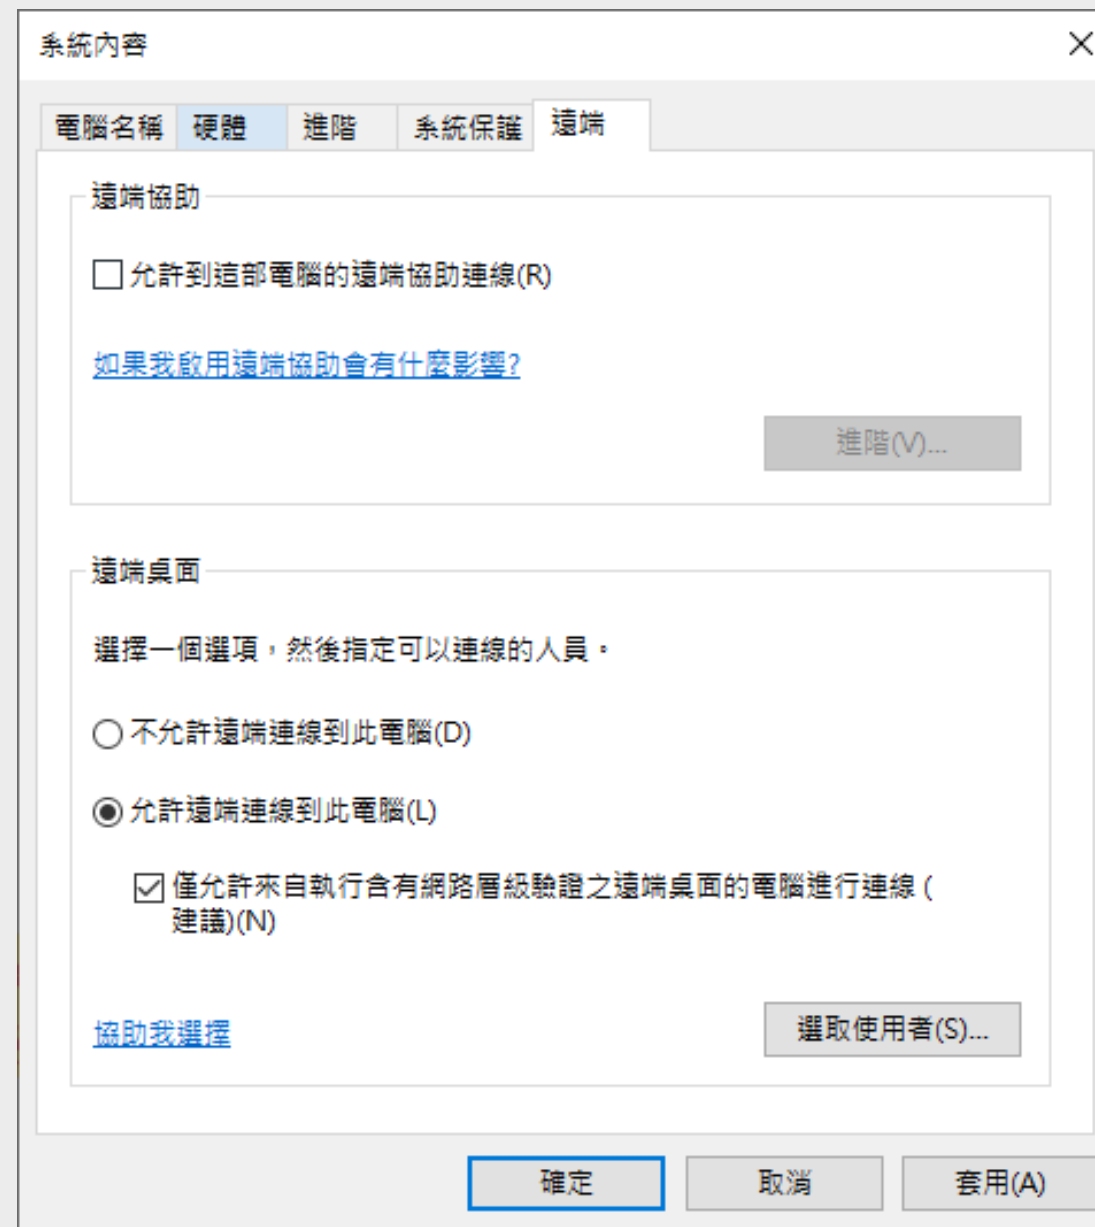 系統內容
電腦名稱
硬體
進階
系統保護
遠端
遠端協助
允許到這部電腦的遠端協助連線(R)
如果我啟用遠端協助會有什麼影響?
進階(V)...
遠端桌面
選擇一個選項，然後指定可以連線的人員。
不允許遠端連線到此電腦(D)
允許遠端連線到此電腦(L)
僅允許來自執行含有網路層級驗證之遠端桌面的電腦進行連線 (
建議)(N)
協助我選擇
選取使用者(S)...
確定
取消
套用(A)